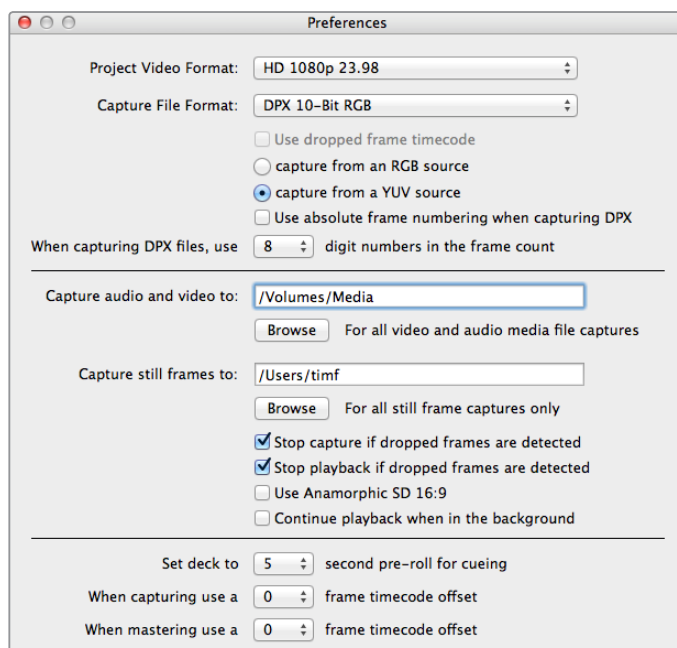 Preferences
Project Video Format: HD 1080p 23.98
Capture File Format: DPX 10-Bit RGB
Use dropped frame timecode
capture from an RGB source
capture from a YUV source
Use absolute frame numbering when capturing DPX
When capturing DPX files, use 8 digit numbers in the frame count
Capture audio and video to: /Volumes/Media
Browse For all video and audio media file captures
Capture still frames to: /Users/timf
Browse For all still frame captures only
Stop capture if dropped frames are detected
Stop playback if dropped frames are detected
Use Anamorphic SD 16:9
Continue playback when in the background
Set deck to 5 second pre-roll for cueing
When capturing use a 0 frame timecode offset
When mastering use a 0 frame timecode offset